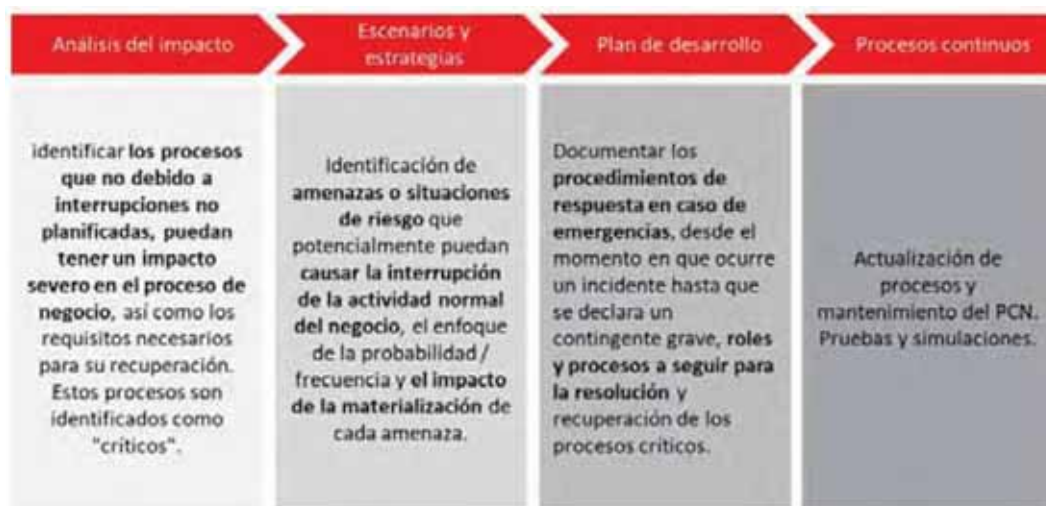 Análisis del impacto
Escenarios y
estrategias
Plan de desarrollo
Procesos continuos
identificar los procesos
que no debido a
interrupciones no
planificadas, puedan
tener un impacto
severo en el proceso de
negocio, así como los
requisitos necesarios
para su recuperación.
Estos procesos son
identificados como
"críticos".
Identificación de
amenazas o situaciones
de riesgo que
potencialmente puedan
causar la interrupción
de la actividad normal
del negocio, el enfoque
de la probabilidad /
frecuencia y el impacto
de la materialización de
cada amenaza.
Documentar los
procedimientos de
respuesta en caso de
emergencias, desde el
momento en que ocurre
un incidente hasta que
se declara un
contingente grave, roles
y procesos a seguir para
la resolución y
recuperación de los
procesos críticos.
Actualización de
procesos y
mantenimiento del PCN.
Pruebas y simulaciones.